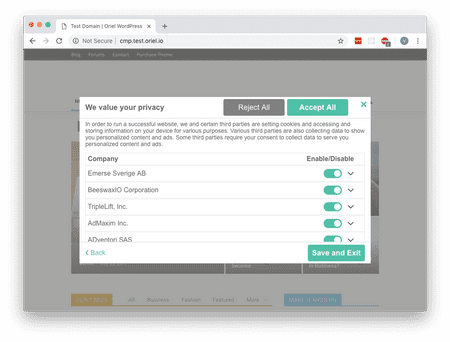 Test Domain | Oriel WordPress
Not Secure | cmp.test.oriel.io
Blog Forums Contact Purchase Theme
We value your privacy
Reject All
Accept All
In order to run a successful website, we and certain third parties are setting cookies and accessing and
storing information on your device for various purposes. Various third parties are also collecting data to show
you personalized content and ads. Some third parties require your consent to collect data to serve you
personalized content and ads.
Company Enable/Disable
Emerse Sverige AB
BeeswaxIO Corporation
TripleLift, Inc.
AdMaxim Inc.
ADventori SAS
Back
Save and Exit
All Business Fashion Featured More